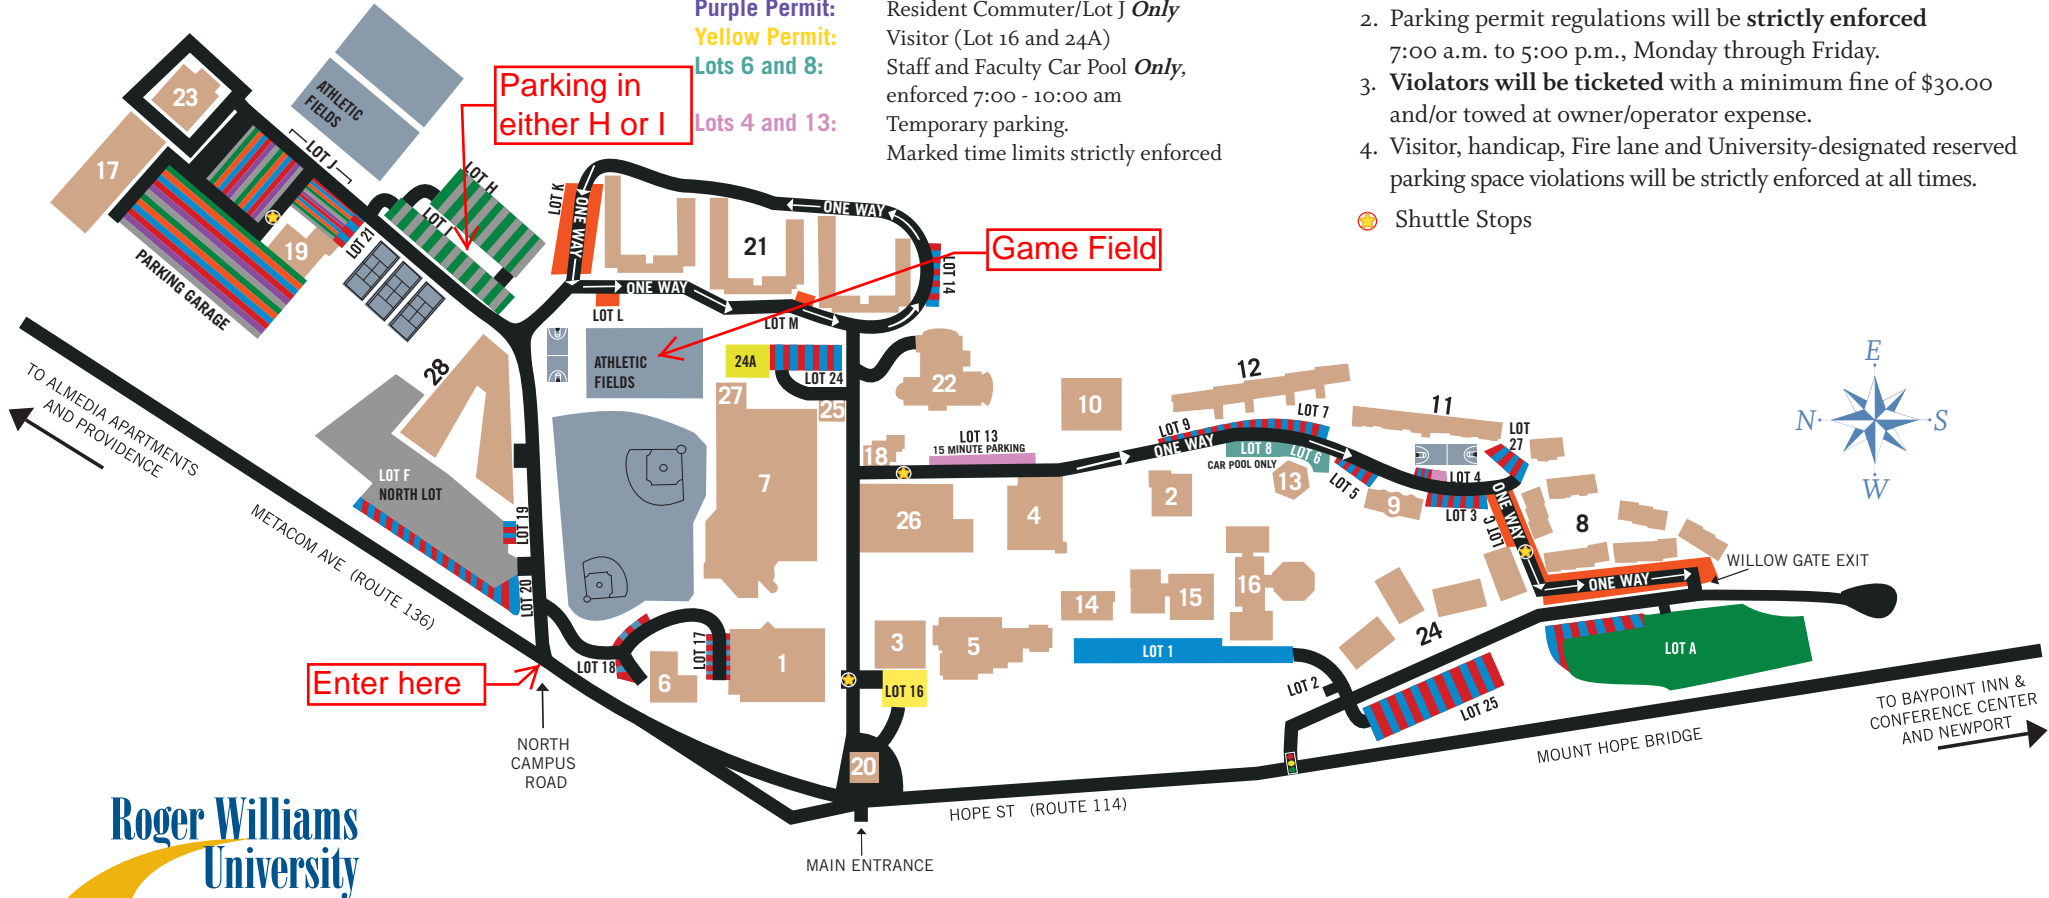 Purple Permit: Resident Commuter/Lot J Only
Yellow Permit: Visitor (Lot 16 and 24A)
Lots 6 and 8: Staff and Faculty Car Pool Only,
enforced 7:00 - 10:00 am
Lots 4 and 13: Temporary parking.
Marked time limits strictly enforced
2. Parking permit regulations will be strictly enforced
7:00 a.m. to 5:00 p.m., Monday through Friday.
3. Violators will be ticketed with a minimum fine of $30.00
and/or towed at owner/operator expense.
4. Visitor, handicap, Fire lane and University-designated reserved
parking space violations will be strictly enforced at all times.
Shuttle Stops
Parking in
either H or I
Game Field
Enter here
23
17
19
ATHLETIC
FIELDS
LOT J
LOT H
LOT I
LOT 21
PARKING GARAGE
LOT K
ONE WAY
ONE WAY
21
LOT 14
ONE WAY
LOT L
LOT M
ATHLETIC
FIELDS
24A
LOT 24
27
25
22
28
TO ALMEDIA APARTMENTS
AND PROVIDENCE
LOT F
NORTH LOT
LOT 19
LOT 20
METACOM AVE (ROUTE 136)
7
18
LOT 13
15 MINUTE PARKING
10
12
LOT 9
LOT 7
ONE WAY
LOT 8
LOT 6
CAR POOL ONLY
13
LOT 5
11
LOT
27
LOT 4
LOT 3
9
ONE WAY
LOT C
8
26
4
2
ONE WAY
WILLOW GATE EXIT
14
15
16
24
LOT 18
6
LOT 17
1
3
5
LOT 16
LOT 1
LOT 2
LOT 25
LOT A
20
NORTH
CAMPUS
ROAD
MAIN ENTRANCE
HOPE ST (ROUTE 114)
MOUNT HOPE BRIDGE
TO BAYPOINT INN &
CONFERENCE CENTER
AND NEWPORT
E
N
S
W
Roger Williams
University